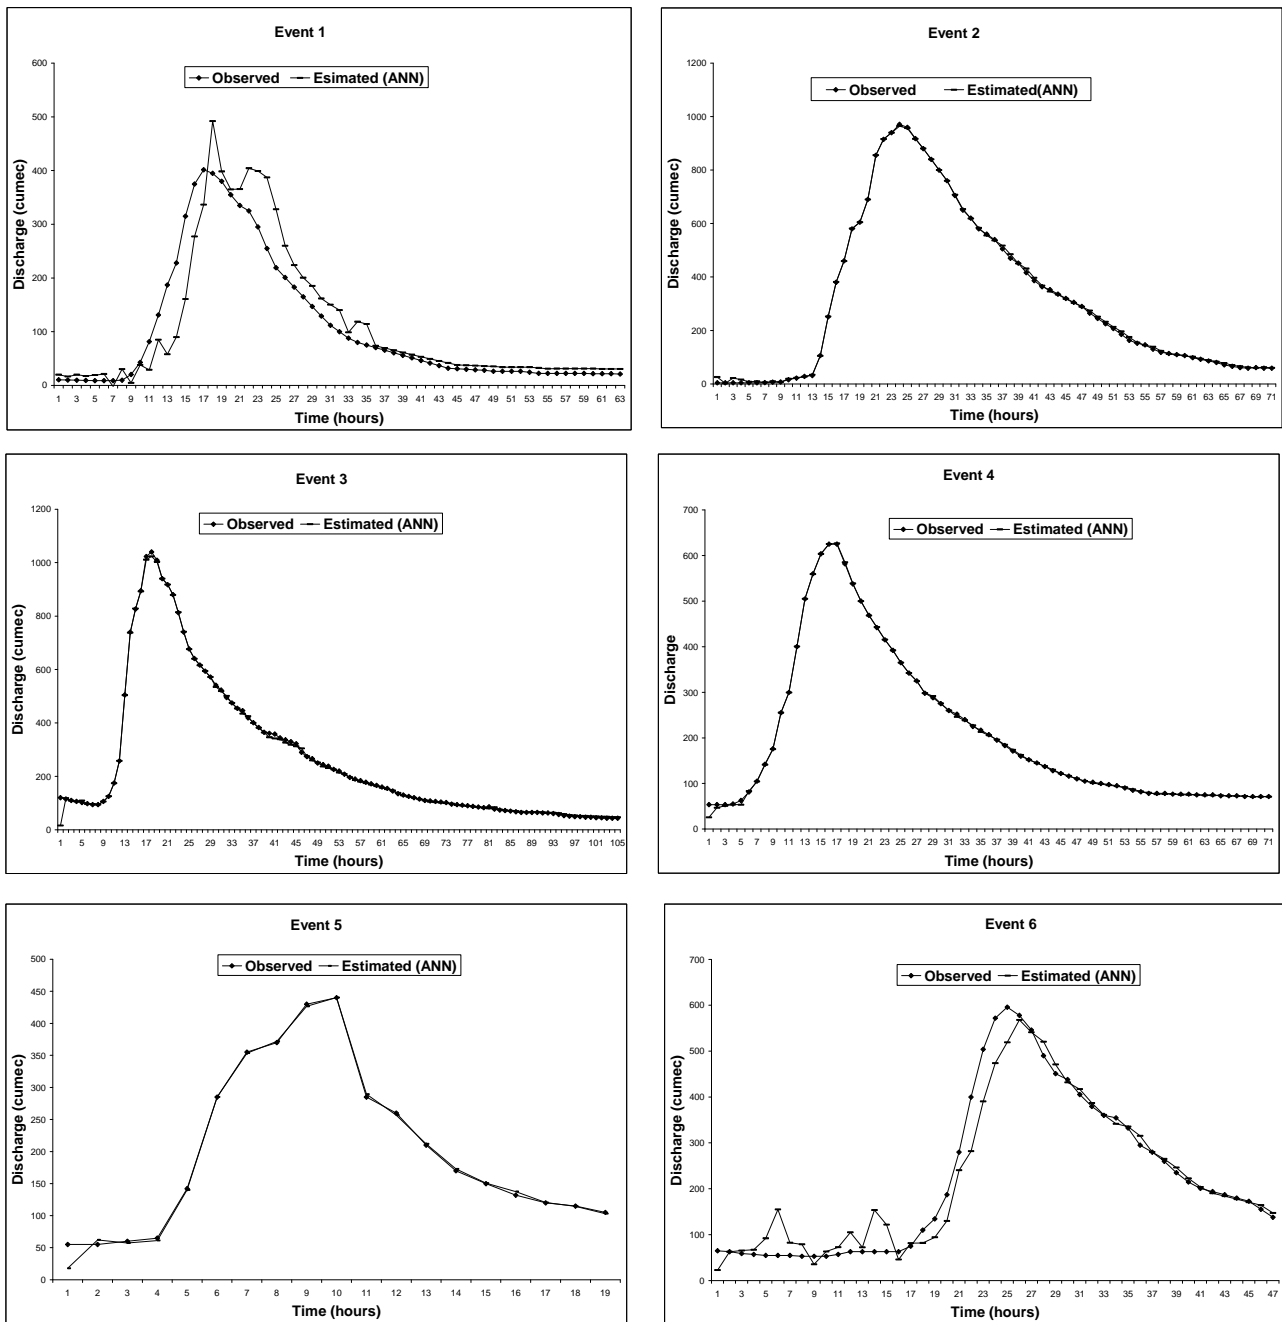 Event 1
Observed Esimated (ANN)
600
500
400
300
200
100
0
Discharge (cumec)
1 3 5 7 9 11 13 15 17 19 21 23 25 27 29 31 33 35 37 39 41 43 45 47 49 51 53 55 57 59 61 63
Time (hours)
Event 2
Observed Estimated(ANN)
1200
1000
800
600
400
200
0
Discharge (cumec)
1 3 5 7 9 11 13 15 17 19 21 23 25 27 29 31 33 35 37 39 41 43 45 47 49 51 53 55 57 59 61 63 65 67 69 71
Time (hours)
Event 3
Observed Estimated (ANN)
1200
1000
800
600
400
200
0
Discharge (cumec)
1 5 9 13 17 21 25 29 33 37 41 45 49 53 57 61 65 69 73 77 81 85 89 93 97 101 105
Time (hours)
Event 4
Observed Estimated (ANN)
700
600
500
400
300
200
100
0
Discharge
1 3 5 7 9 11 13 15 17 19 21 23 25 27 29 31 33 35 37 39 41 43 45 47 49 51 53 55 57 59 61 63 65 67 69 71
Time (hours)
Event 5
Observed Estimated (ANN)
500
450
400
350
300
250
200
150
100
50
0
Discharge (cumec)
1 2 3 4 5 6 7 8 9 10 11 12 13 14 15 16 17 18 19
Time (hours)
Event 6
Observed Estimated (ANN)
700
600
500
400
300
200
100
0
Discharge (cumec)
1 3 5 7 9 11 13 15 17 19 21 23 25 27 29 31 33 35 37 39 41 43 45 47
Time (hours)